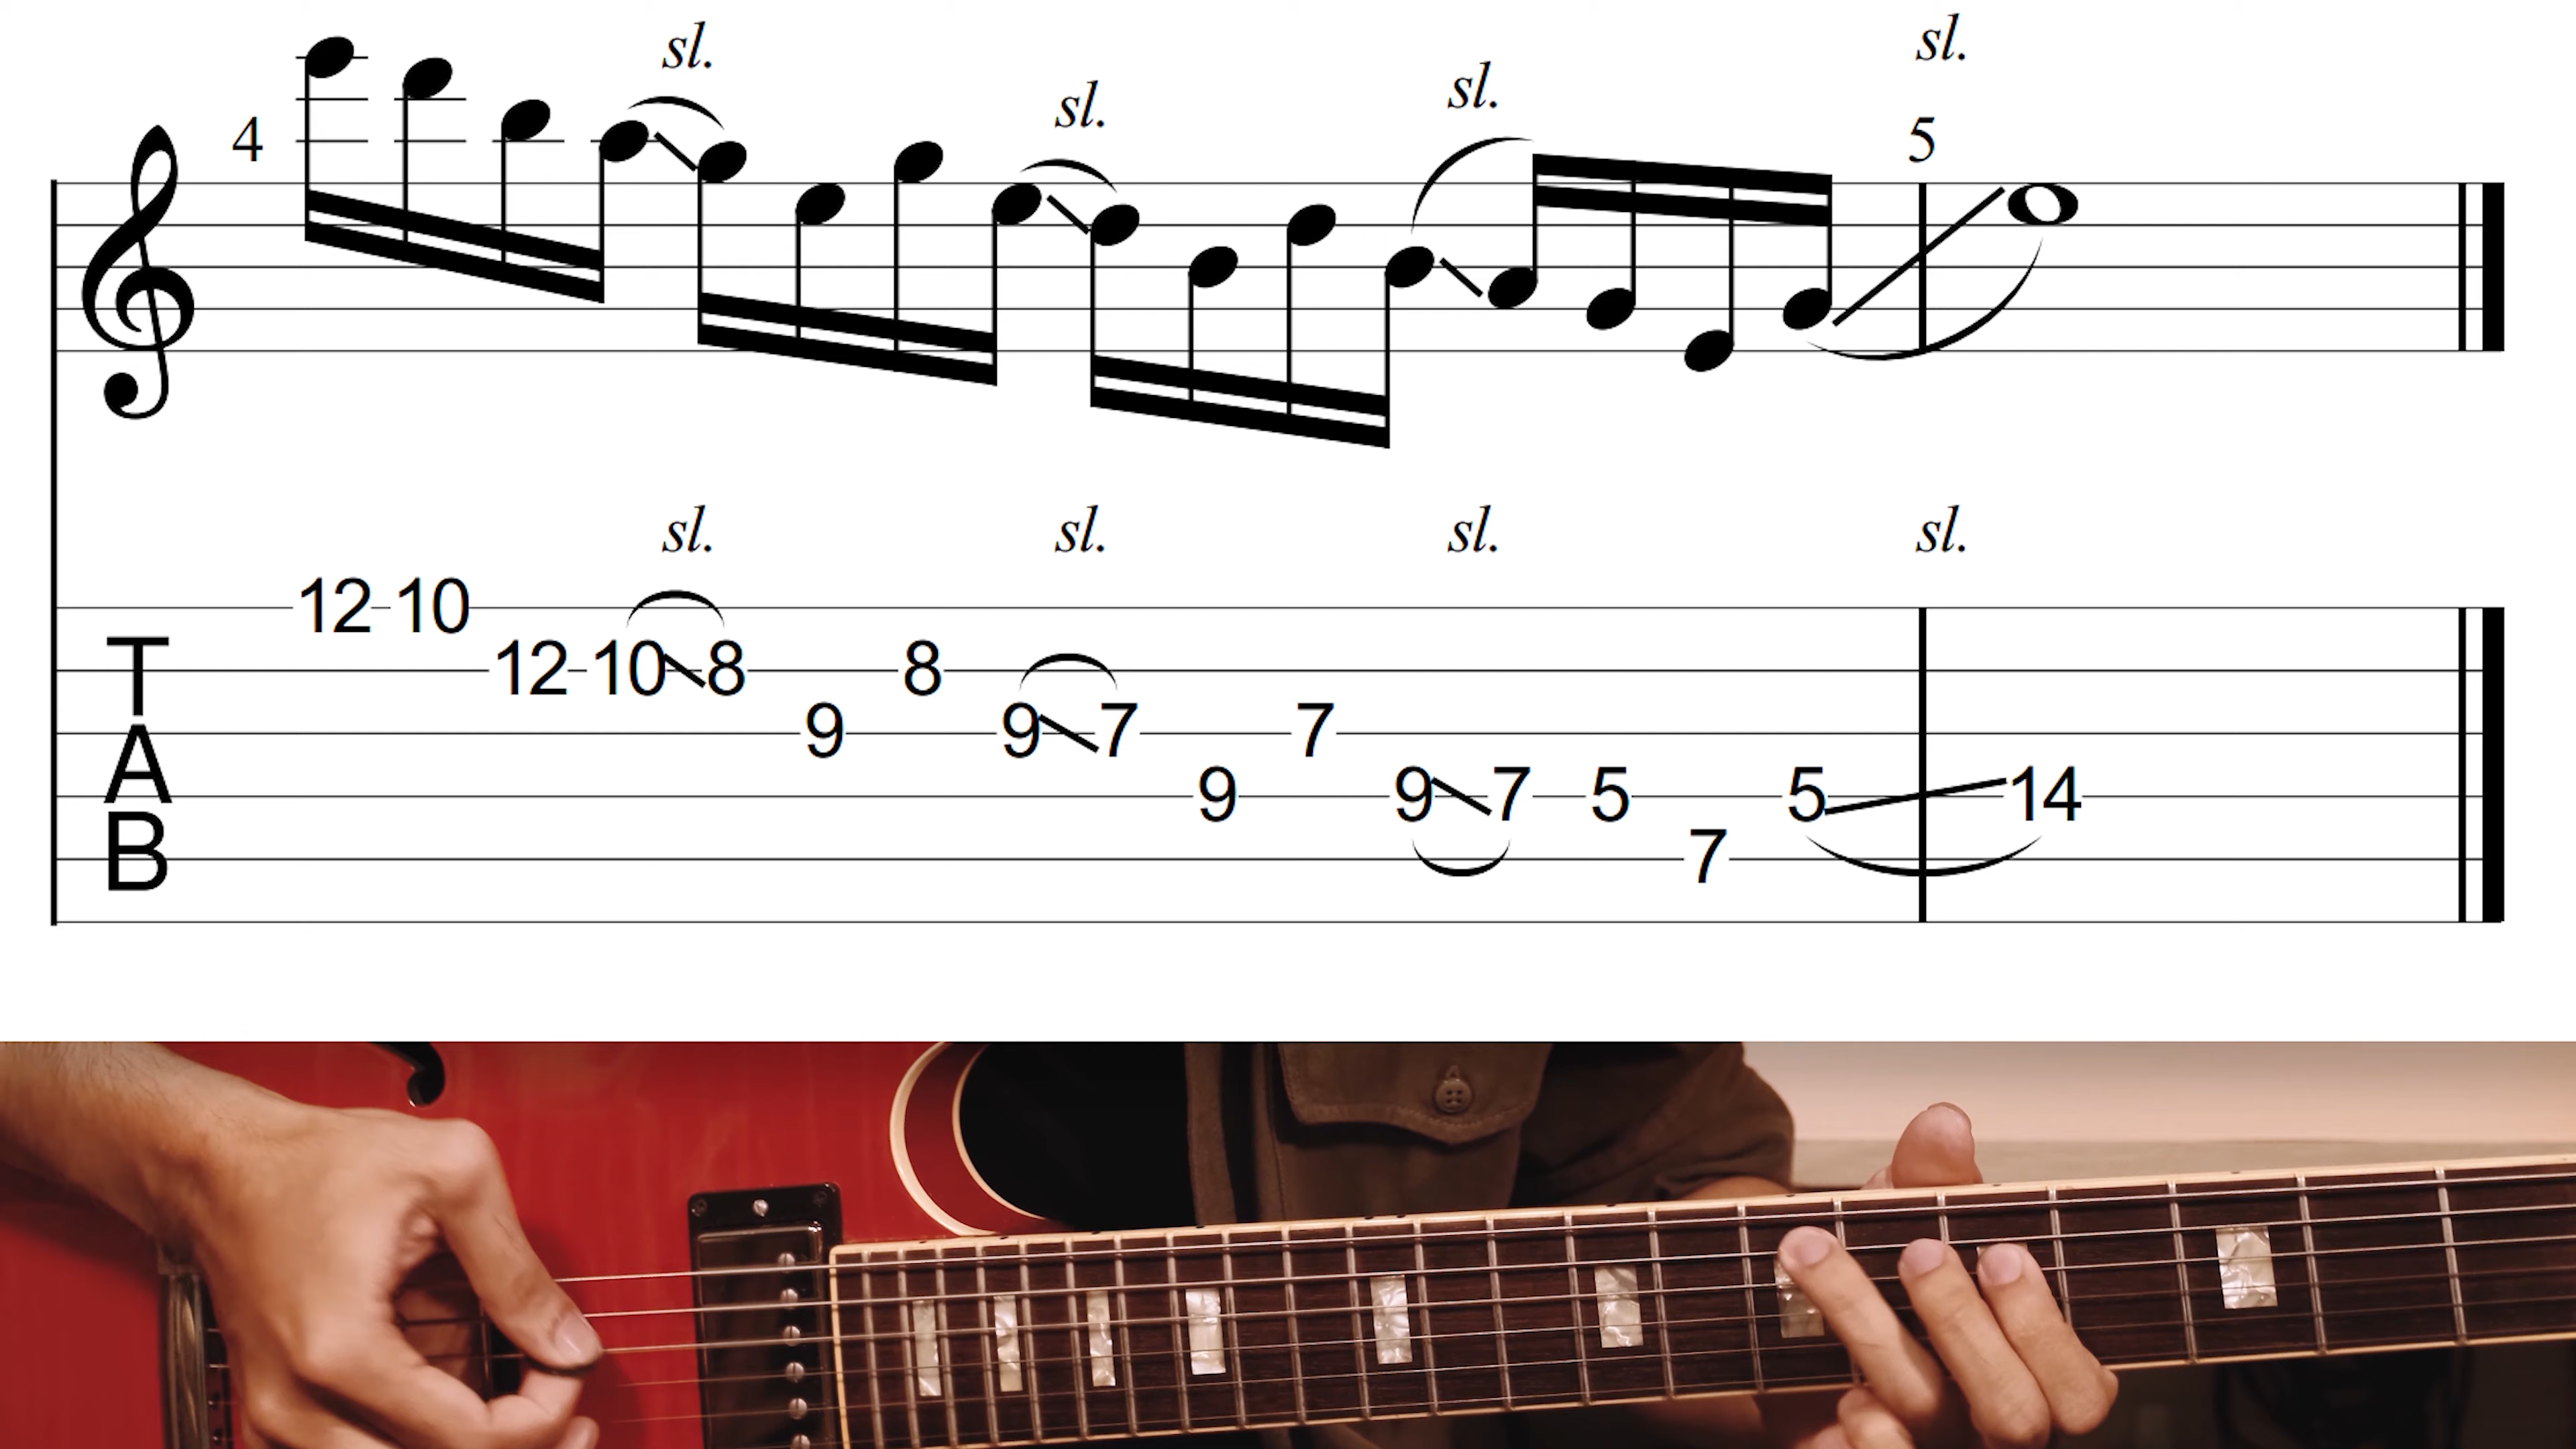 sl. sl. sl. sl.
4 5
sl. sl. sl. sl.
12 10
12 10 8 8
9 9 7 7
9 9 7 5 5 14
7
T
A
B